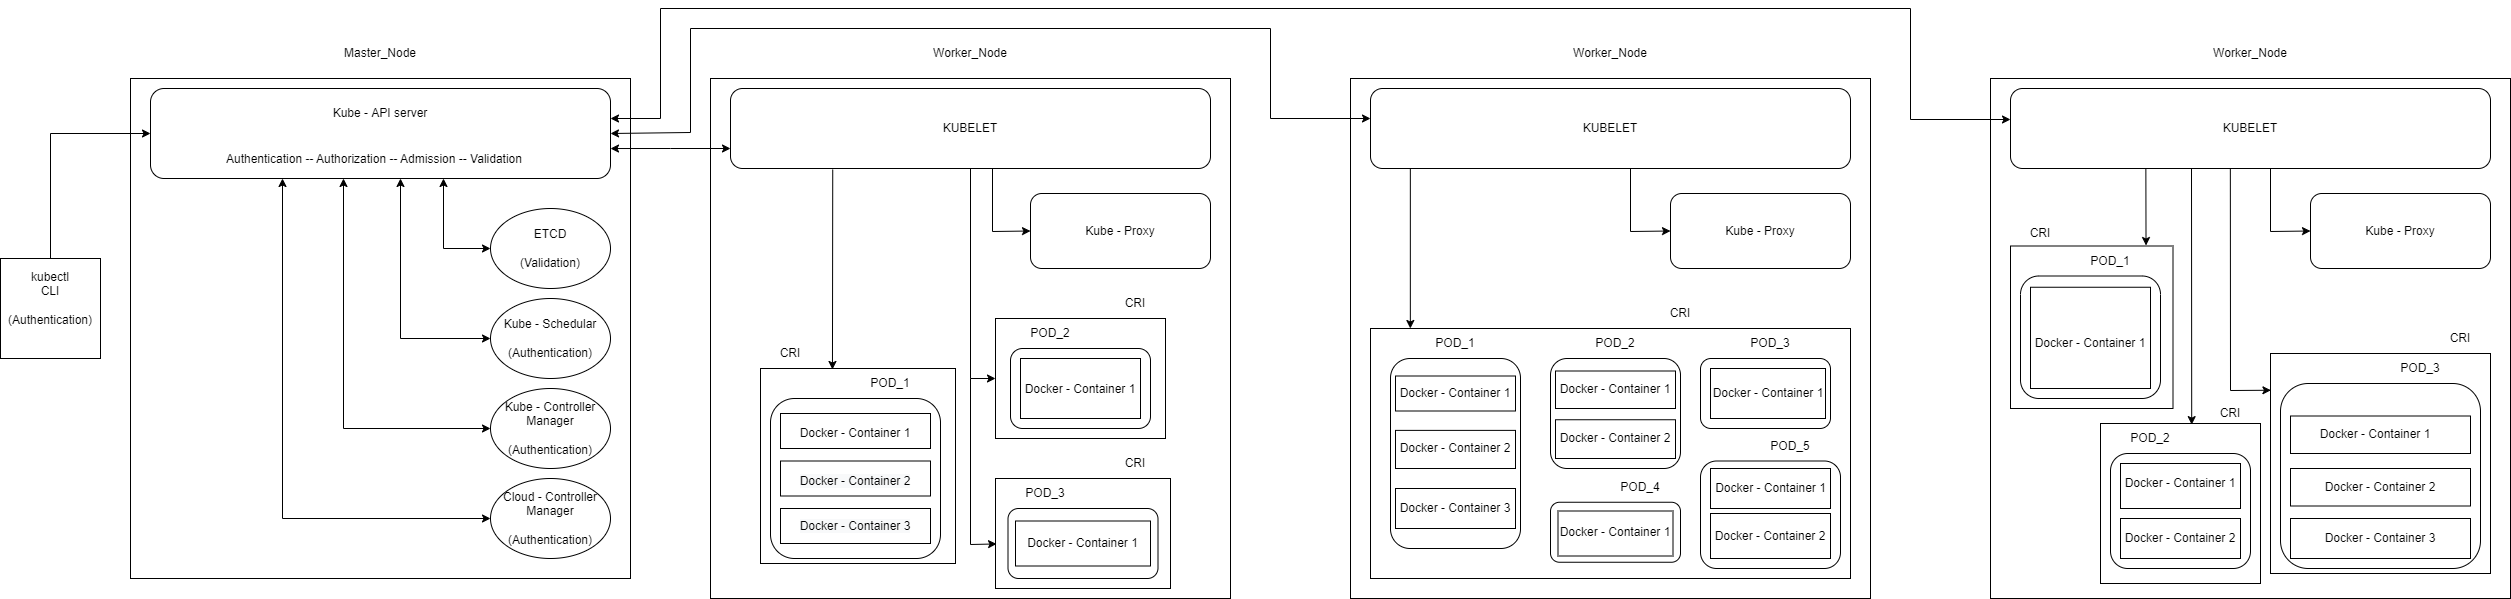 Master_Node
Worker_Node
Worker_Node
Worker_Node
kubectl
CLI
(Authentication)
Kube - API server
Authentication -- Authorization -- Admission -- Validation
ETCD
(Validation)
Kube - Schedular
(Authentication)
Kube - Controller
Manager
(Authentication)
Cloud - Controller
Manager
(Authentication)
KUBELET
Kube - Proxy
CRI
POD_1
Docker - Container 1
Docker - Container 2
Docker - Container 3
CRI
POD_2
Docker - Container 1
CRI
POD_3
Docker - Container 1
KUBELET
Kube - Proxy
CRI
POD_1
Docker - Container 1
Docker - Container 2
Docker - Container 3
POD_2
Docker - Container 1
Docker - Container 2
POD_3
Docker - Container 1
POD_4
Docker - Container 1
POD_5
Docker - Container 1
Docker - Container 2
KUBELET
Kube - Proxy
CRI
POD_1
Docker - Container 1
CRI
POD_2
Docker - Container 1
Docker - Container 2
CRI
POD_3
Docker - Container 1
Docker - Container 2
Docker - Container 3